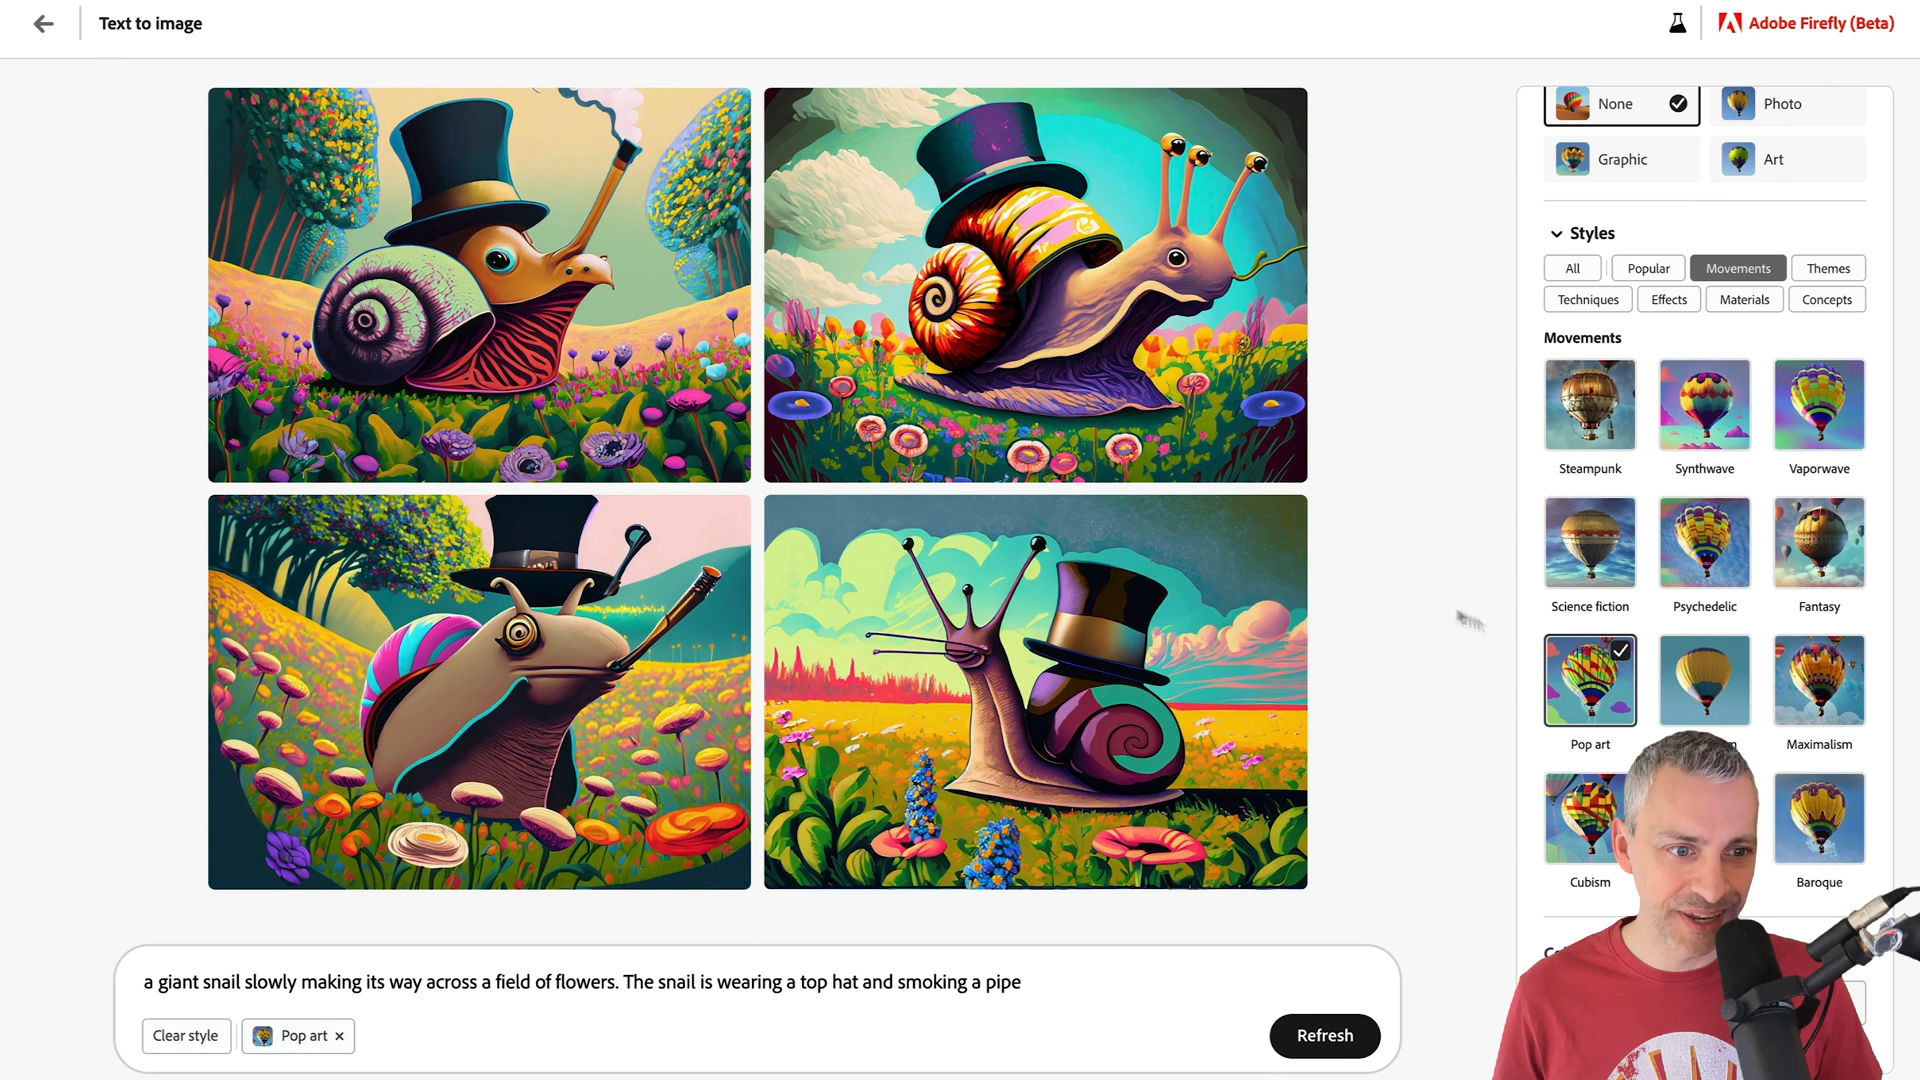 Text to image
Adobe Firefly (Beta)
None
Photo
Graphic
Art
Styles
All
Popular
Movements
Themes
Techniques
Effects
Materials
Concepts
Movements
Steampunk
Synthwave
Vaporwave
Science fiction
Psychedelic
Fantasy
Pop art
Maximalism
Cubism
Baroque
a giant snail slowly making its way across a field of flowers. The snail is wearing a top hat and smoking a pipe
Clear style
Pop art
Refresh